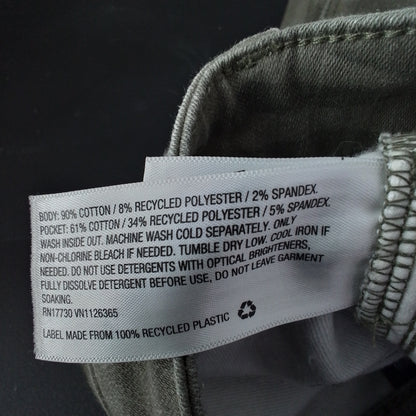 BODY: 90% COTTON / 8% RECYCLED POLYESTER / 2% SPANDEX.
POCKET: 61% COTTON / 34% RECYCLED POLYESTER / 5% SPANDEX.
WASH INSIDE OUT. MACHINE WASH COLD SEPARATELY. ONLY
NON-CHLORINE BLEACH IF NEEDED. TUMBLE DRY LOW. COOL IRON IF
NEEDED. DO NOT USE DETERGENTS WITH OPTICAL BRIGHTENERS,
FULLY DISSOLVE DETERGENT BEFORE USE, DO NOT LEAVE GARMENT
SOAKING.
RN17730 VN1126365
LABEL MADE FROM 100% RECYCLED PLASTIC